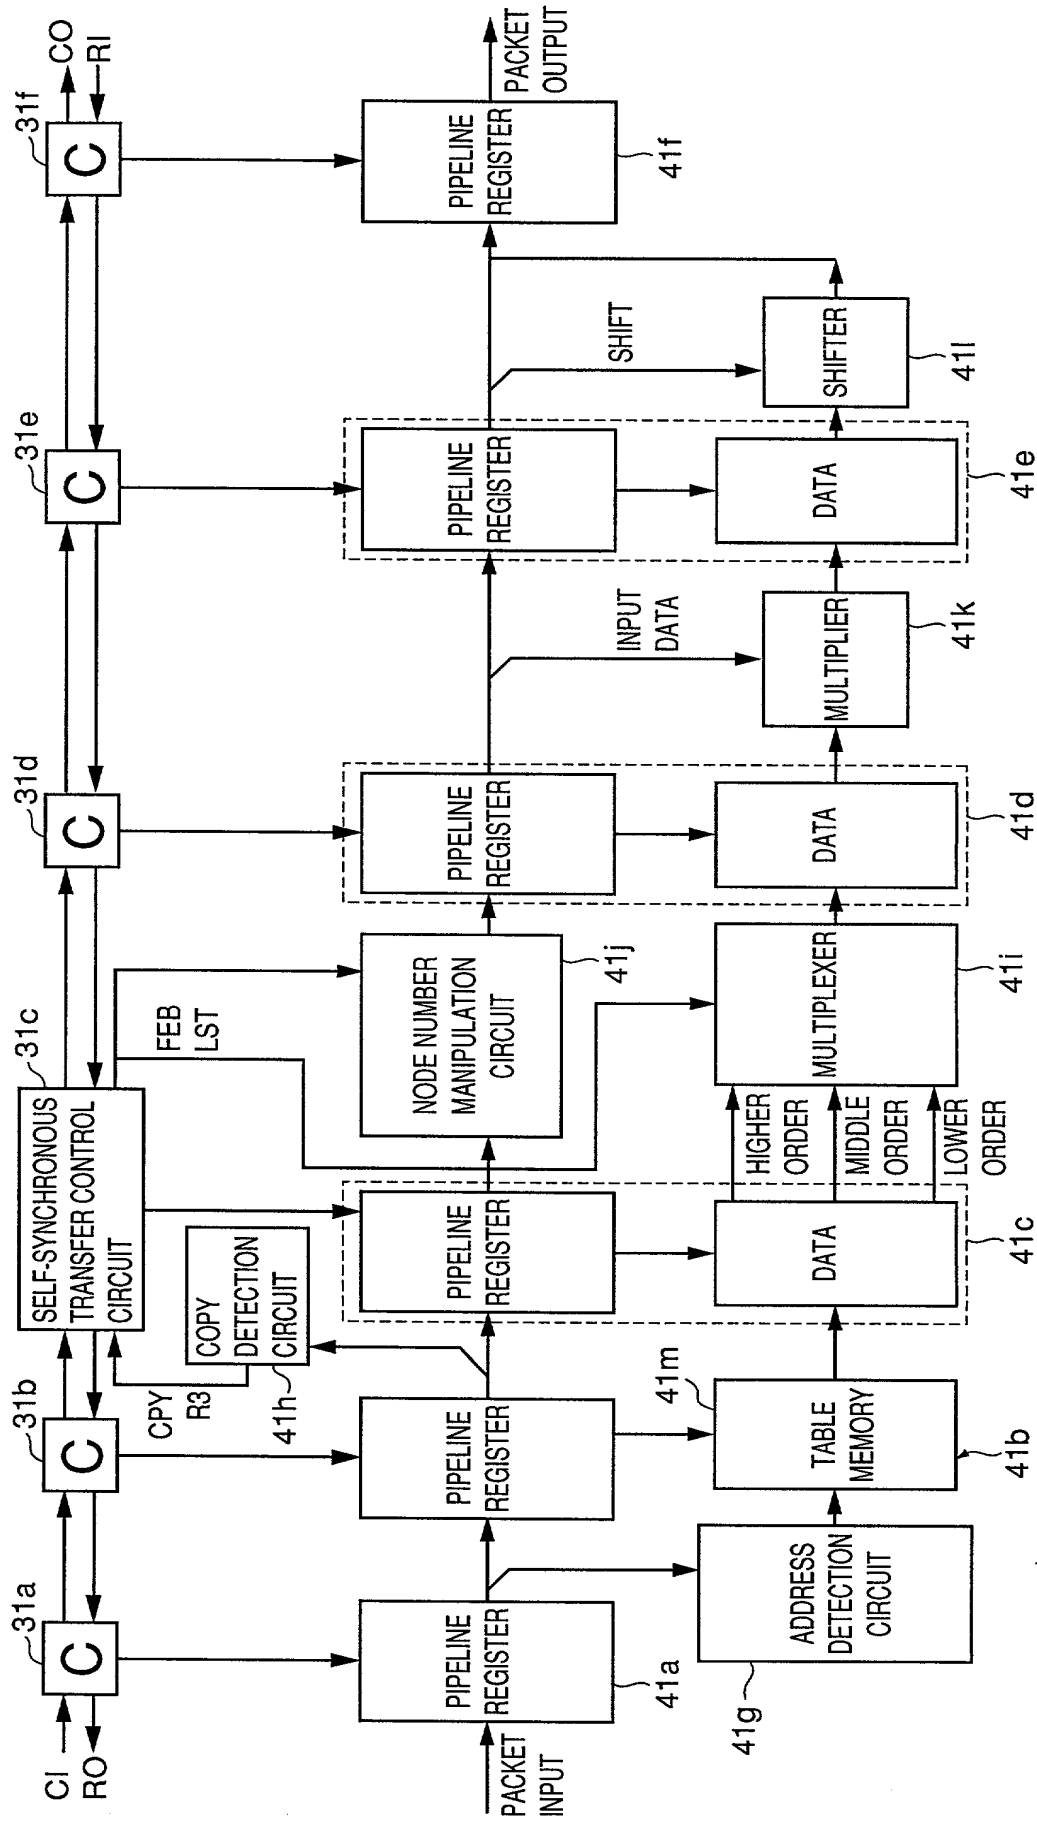 CI
RO
31a
C
31b
C
31c
SELF-SYNCHRONOUS
TRANSFER CONTROL
CIRCUIT
31d
C
31e
C
31f
C
CO
RI
CPY
R3
COPY
DETECTION
CIRCUIT
41h
FEB
LST
PACKET
INPUT
PIPELINE
REGISTER
41a
PIPELINE
REGISTER
PIPELINE
REGISTER
NODE NUMBER
MANIPULATION
CIRCUIT
41j
PIPELINE
REGISTER
INPUT
DATA
PIPELINE
REGISTER
SHIFT
PIPELINE
REGISTER
41f
PACKET
OUTPUT
41g
ADDRESS
DETECTION
CIRCUIT
41m
TABLE
MEMORY
41b
DATA
41c
HIGHER
ORDER
MIDDLE
ORDER
LOWER
ORDER
MULTIPLEXER
41i
DATA
41d
MULTIPLIER
41k
DATA
41e
SHIFTER
41l